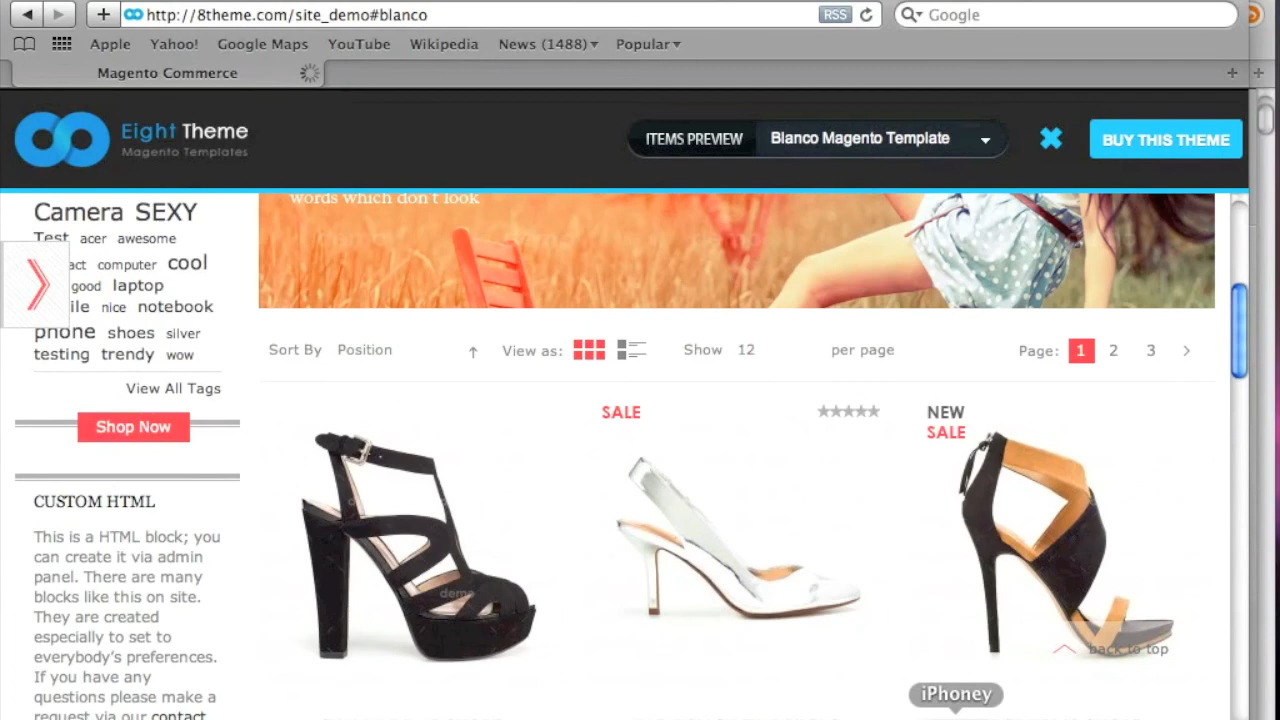 http://8theme.com/site_demo#blanco RSS Google
Apple Yahoo! Google Maps YouTube Wikipedia News (1488) Popular
Magento Commerce
Eight Theme
Magento Templates
ITEMS PREVIEW Blanco Magento Template BUY THIS THEME
words which don't look
Camera SEXY
Test acer awesome
act computer cool
good laptop
ile nice notebook
phone shoes silver
testing trendy wow
View All Tags
Shop Now
CUSTOM HTML
This is a HTML block; you
can create it via admin
panel. There are many
blocks like this on site.
They are created
especially to set to
everybody's preferences.
If you have any
questions please make a
request via our contact
Sort By Position View as: Show 12 per page Page: 1 2 3
SALE
NEW
SALE
demo
back to top
iPhoney